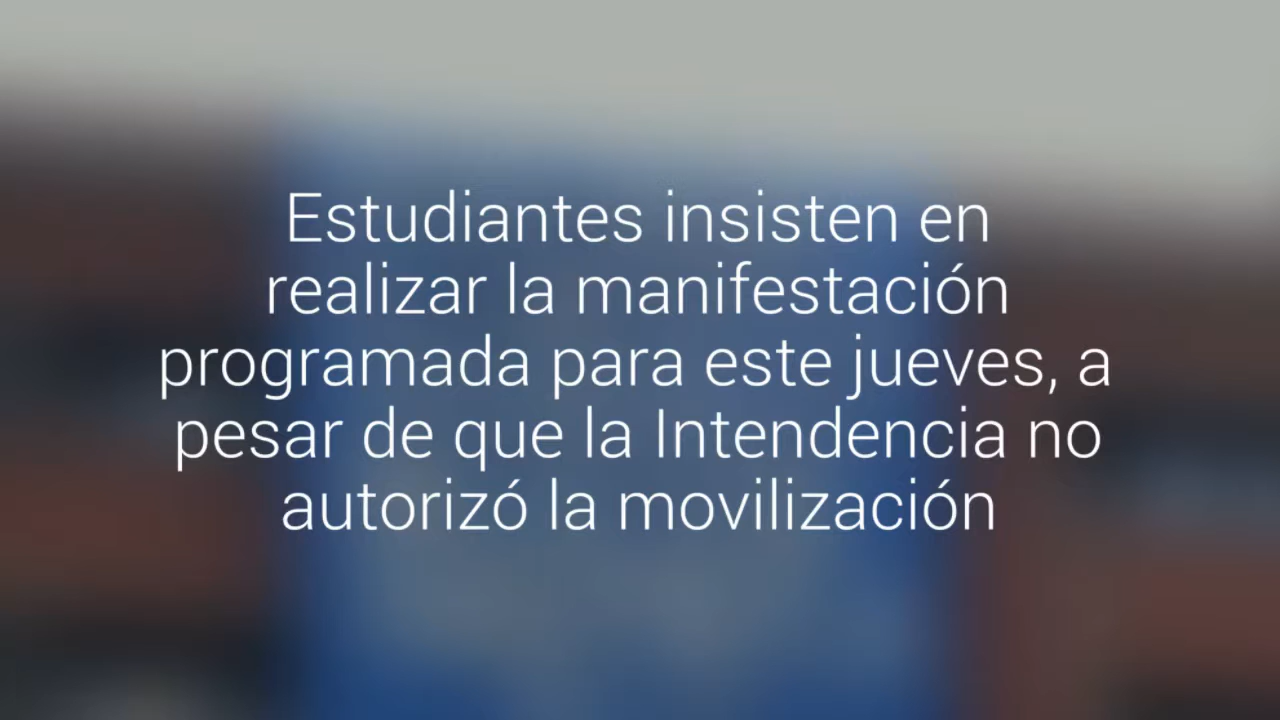 Estudiantes insisten en
realizar la manifestación
programada para este jueves, a
pesar de que la Intendencia no
autorizó la movilización